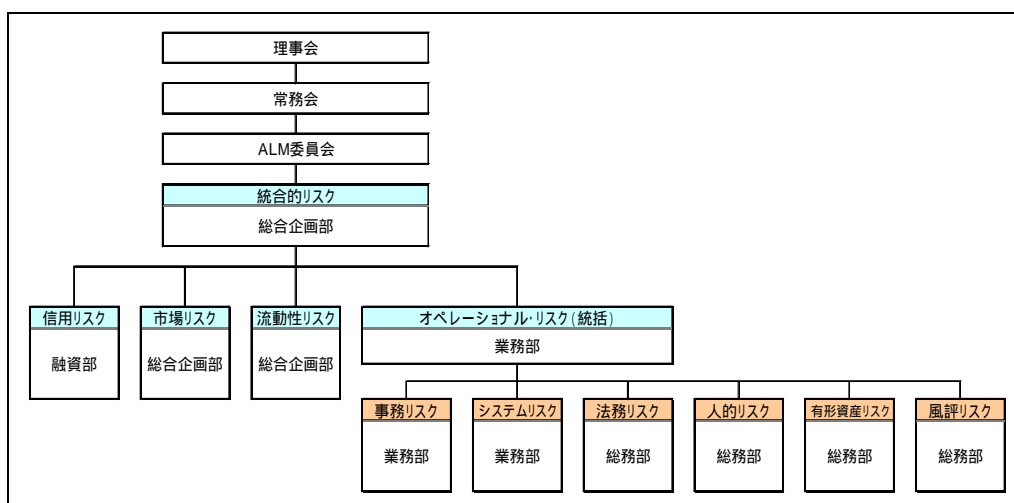 理事会
常務会
ALM委員会
統合的リスク
総合企画部
信用リスク
融資部
市場リスク
総合企画部
流動性リスク
総合企画部
オペレーショナル・リスク(統括)
業務部
事務リスク
業務部
システムリスク
業務部
法務リスク
総務部
人的リスク
総務部
有形資産リスク
総務部
風評リスク
総務部